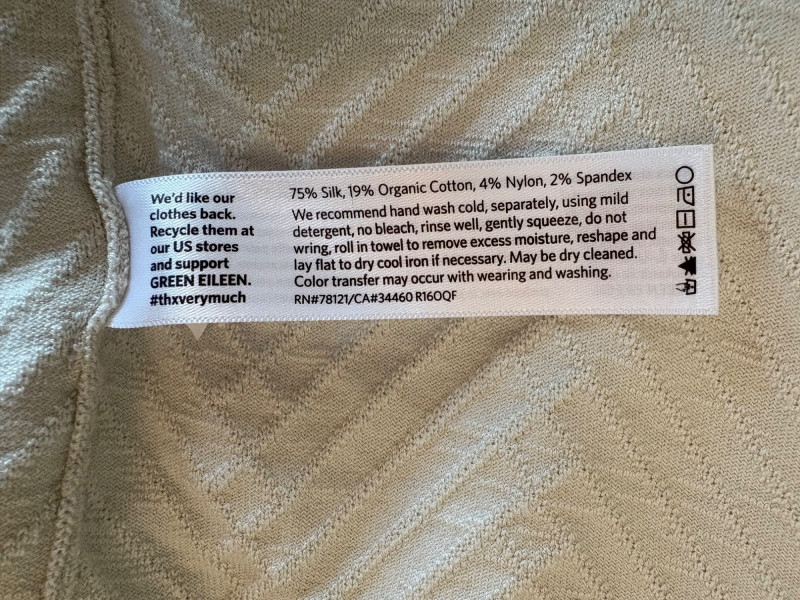 We'd like our
clothes back.
Recycle them at
our US stores
and support
GREEN EILEEN.
#thxverymuch
75% Silk, 19% Organic Cotton, 4% Nylon, 2% Spandex
We recommend hand wash cold, separately, using mild
detergent, no bleach, rinse well, gently squeeze, do not
wring, roll in towel to remove excess moisture, reshape and
lay flat to dry cool iron if necessary. May be dry cleaned.
Color transfer may occur with wearing and washing.
RN#78121/CA#34460 R16OQF